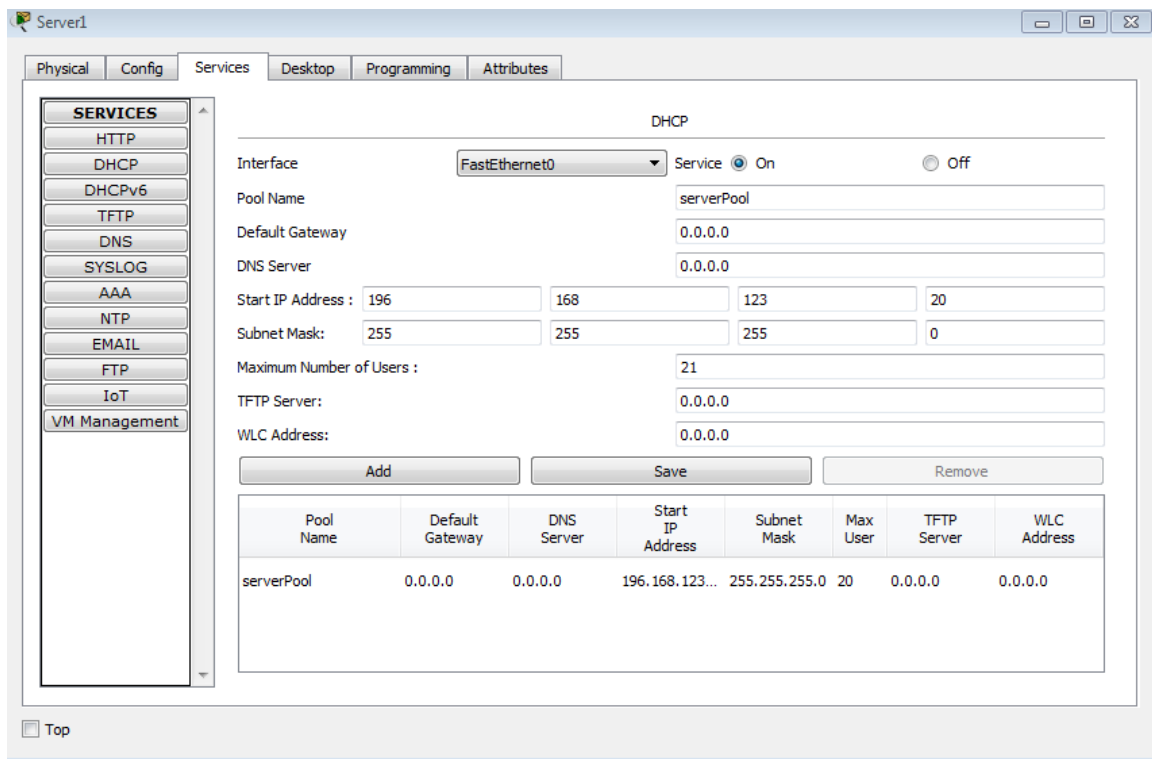 Server1
Physical Config Services Desktop Programming Attributes
SERVICES
HTTP
DHCP
DHCPv6
TFTP
DNS
SYSLOG
AAA
NTP
EMAIL
FTP
IoT
VM Management
DHCP
Interface FastEthernet0 Service On Off
Pool Name serverPool
Default Gateway 0.0.0.0
DNS Server 0.0.0.0
Start IP Address : 196 168 123 20
Subnet Mask: 255 255 255 0
Maximum Number of Users : 21
TFTP Server: 0.0.0.0
WLC Address: 0.0.0.0
Add Save Remove
Pool Name Default Gateway DNS Server Start IP Address Subnet Mask Max User TFTP Server WLC Address
serverPool 0.0.0.0 0.0.0.0 196.168.123... 255.255.255.0 20 0.0.0.0 0.0.0.0
Top